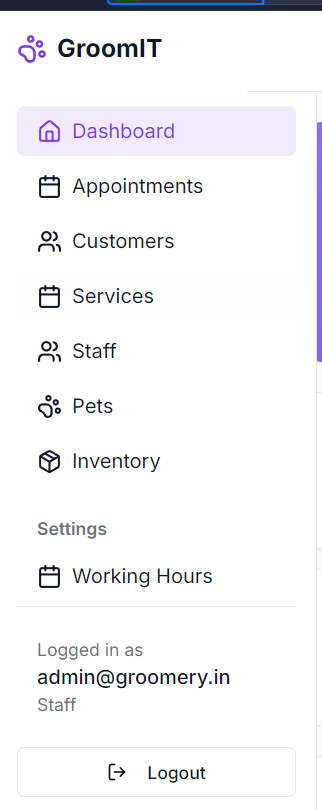 GroomIT
Dashboard
Appointments
Customers
Services
Staff
Pets
Inventory
Settings
Working Hours
Logged in as
admin@groomery.in
Staff
Logout